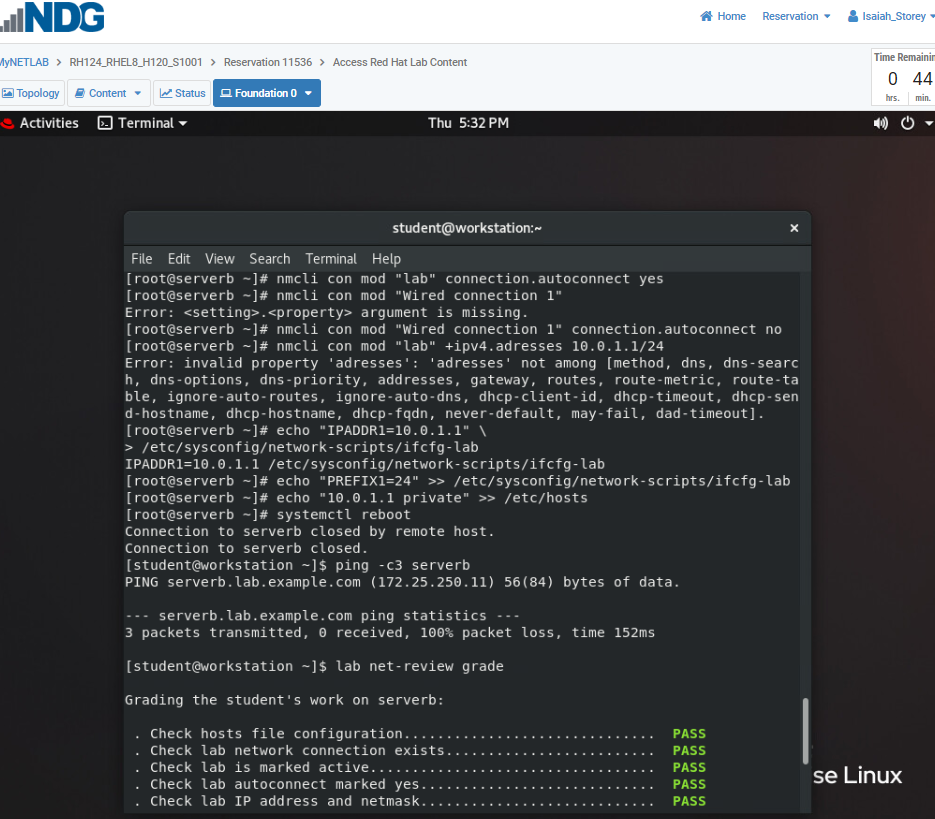 NDG
Home Reservation Isaiah_Storey
MyNETLAB > RH124_RHEL8_H120_S1001 > Reservation 11536 > Access Red Hat Lab Content
Time Remaining
0 44
hrs. min.
Topology Content Status Foundation 0
Activities Terminal Thu 5:32 PM
student@workstation:~ ×
File Edit View Search Terminal Help
[root@serverb ~]# nmcli con mod "lab" connection.autoconnect yes
[root@serverb ~]# nmcli con mod "Wired connection 1"
Error: <setting>.<property> argument is missing.
[root@serverb ~]# nmcli con mod "Wired connection 1" connection.autoconnect no
[root@serverb ~]# nmcli con mod "lab" +ipv4.adresses 10.0.1.1/24
Error: invalid property 'adresses': 'adresses' not among [method, dns, dns-searc
h, dns-options, dns-priority, addresses, gateway, routes, route-metric, route-ta
ble, ignore-auto-routes, ignore-auto-dns, dhcp-client-id, dhcp-timeout, dhcp-sen
d-hostname, dhcp-hostname, dhcp-fqdn, never-default, may-fail, dad-timeout].
[root@serverb ~]# echo "IPADDR1=10.0.1.1" \
> /etc/sysconfig/network-scripts/ifcfg-lab
IPADDR1=10.0.1.1 /etc/sysconfig/network-scripts/ifcfg-lab
[root@serverb ~]# echo "PREFIX1=24" >> /etc/sysconfig/network-scripts/ifcfg-lab
[root@serverb ~]# echo "10.0.1.1 private" >> /etc/hosts
[root@serverb ~]# systemctl reboot
Connection to serverb closed by remote host.
Connection to serverb closed.
[student@workstation ~]$ ping -c3 serverb
PING serverb.lab.example.com (172.25.250.11) 56(84) bytes of data.
--- serverb.lab.example.com ping statistics ---
3 packets transmitted, 0 received, 100% packet loss, time 152ms
[student@workstation ~]$ lab net-review grade
Grading the student's work on serverb:
. Check hosts file configuration.............................. PASS
. Check lab network connection exists......................... PASS
. Check lab is marked active.................................. PASS
. Check lab autoconnect marked yes............................ PASS
. Check lab IP address and netmask............................ PASS
se Linux